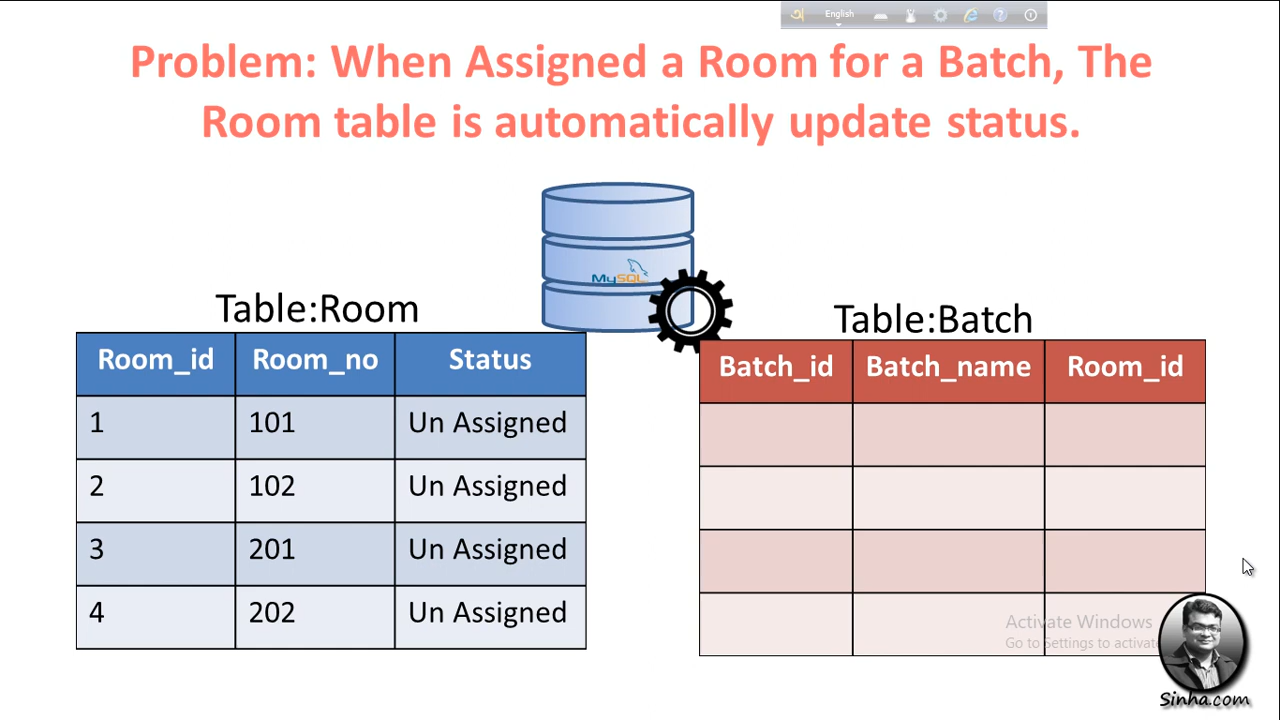 অ English
Problem: When Assigned a Room for a Batch, The
Room table is automatically update status.
MySQL
Table:Room
Room_id Room_no Status
1 101 Un Assigned
2 102 Un Assigned
3 201 Un Assigned
4 202 Un Assigned
Table:Batch
Batch_id Batch_name Room_id
Activate Windows
Go to Settings to activate
Sinha.com